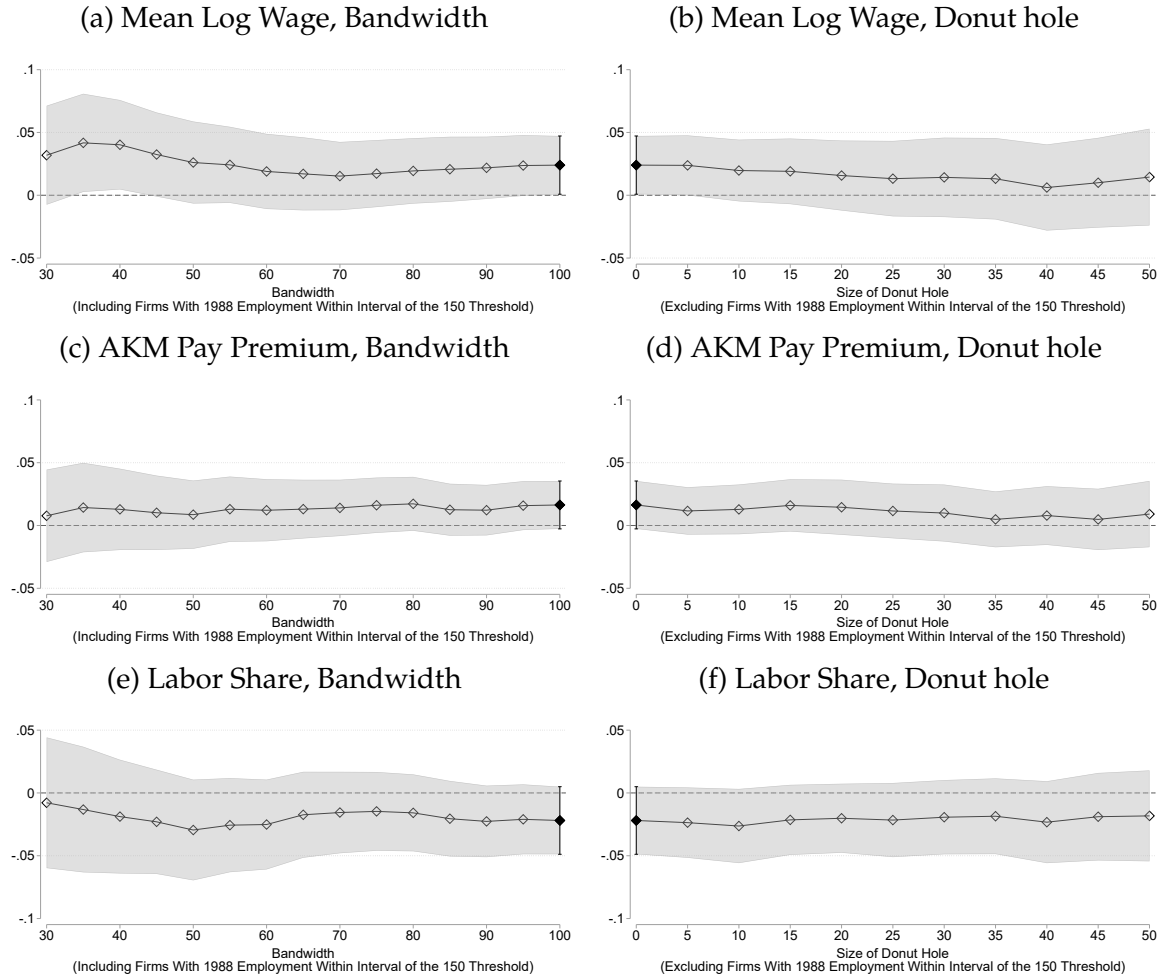 (a) Mean Log Wage, Bandwidth
.1
.05
0
-.05
30 40 50 60 70 80 90 100
Bandwidth
(Including Firms With 1988 Employment Within Interval of the 150 Threshold)
(b) Mean Log Wage, Donut hole
.1
.05
0
-.05
0 5 10 15 20 25 30 35 40 45 50
Size of Donut Hole
(Excluding Firms With 1988 Employment Within Interval of the 150 Threshold)
(c) AKM Pay Premium, Bandwidth
.1
.05
0
-.05
30 40 50 60 70 80 90 100
Bandwidth
(Including Firms With 1988 Employment Within Interval of the 150 Threshold)
(d) AKM Pay Premium, Donut hole
.1
.05
0
-.05
0 5 10 15 20 25 30 35 40 45 50
Size of Donut Hole
(Excluding Firms With 1988 Employment Within Interval of the 150 Threshold)
(e) Labor Share, Bandwidth
.05
0
-.05
-.1
30 40 50 60 70 80 90 100
Bandwidth
(Including Firms With 1988 Employment Within Interval of the 150 Threshold)
(f) Labor Share, Donut hole
.05
0
-.05
-.1
0 5 10 15 20 25 30 35 40 45 50
Size of Donut Hole
(Excluding Firms With 1988 Employment Within Interval of the 150 Threshold)